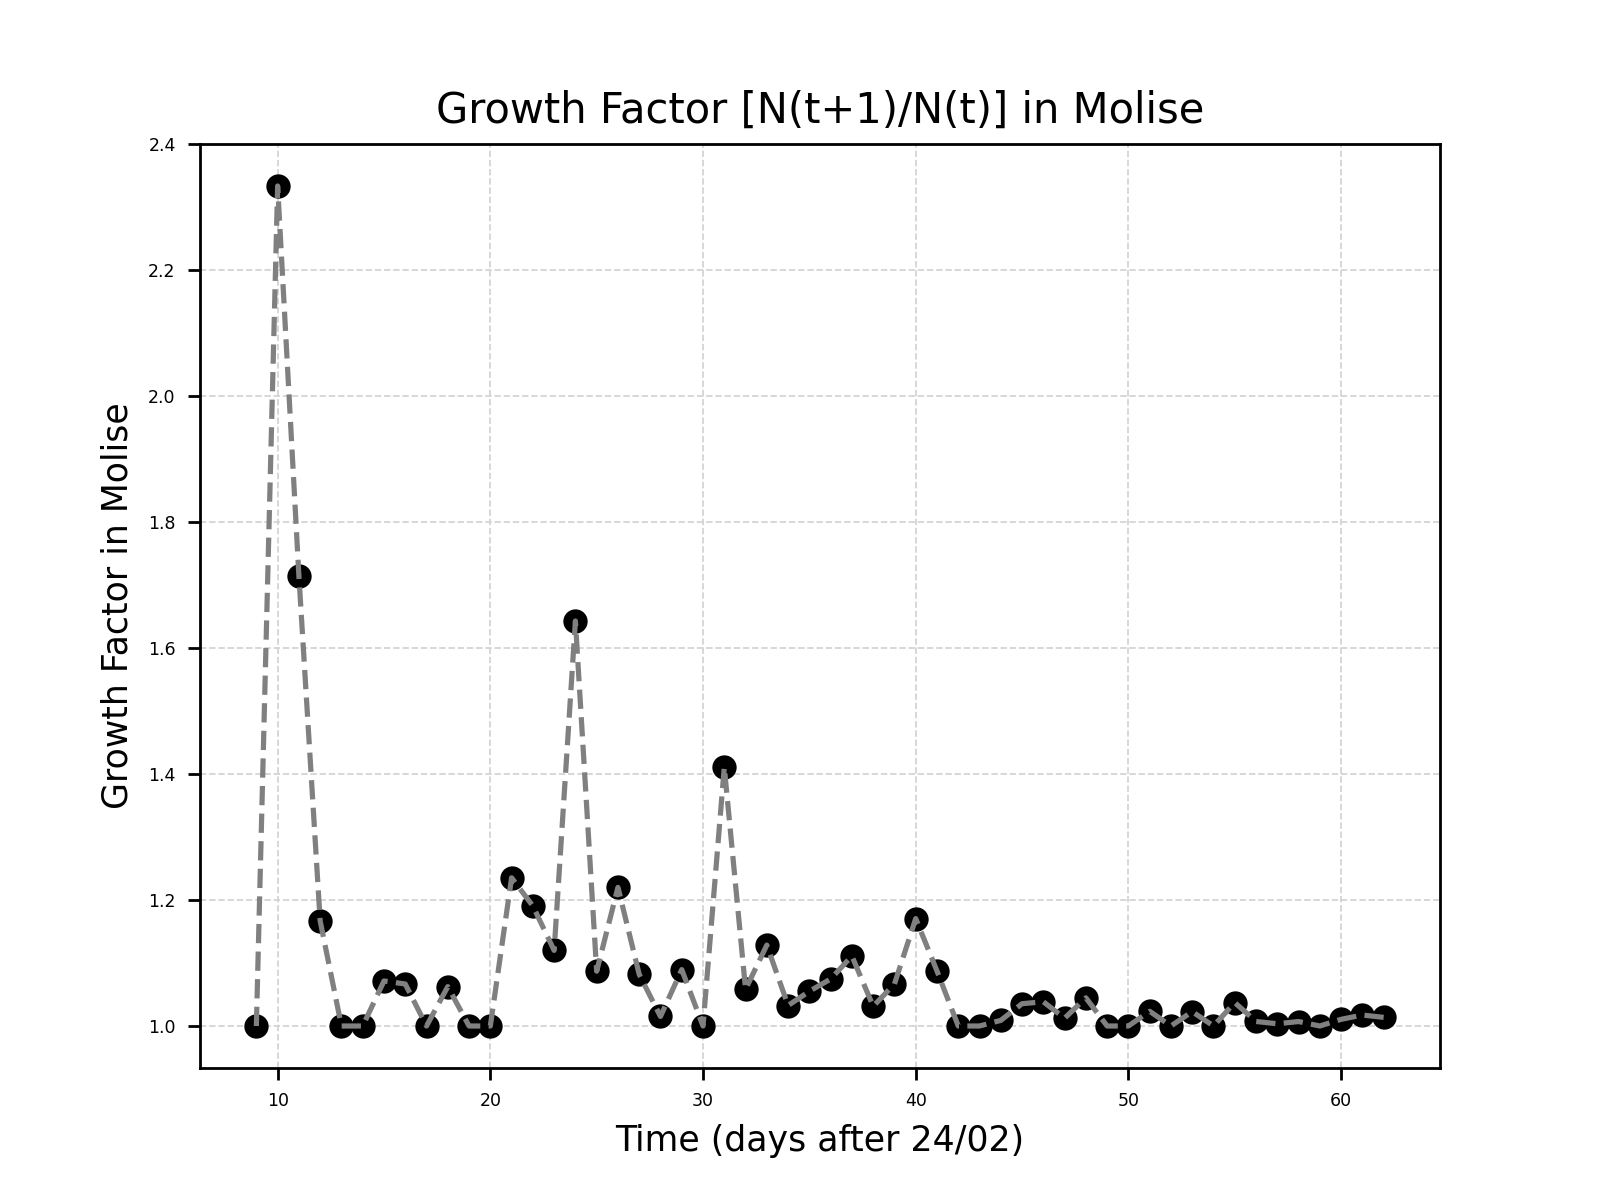 Growth Factor [N(t+1)/N(t)] in Molise
Growth Factor in Molise
2.4
2.2
2.0
1.8
1.6
1.4
1.2
1.0
10 20 30 40 50 60
Time (days after 24/02)